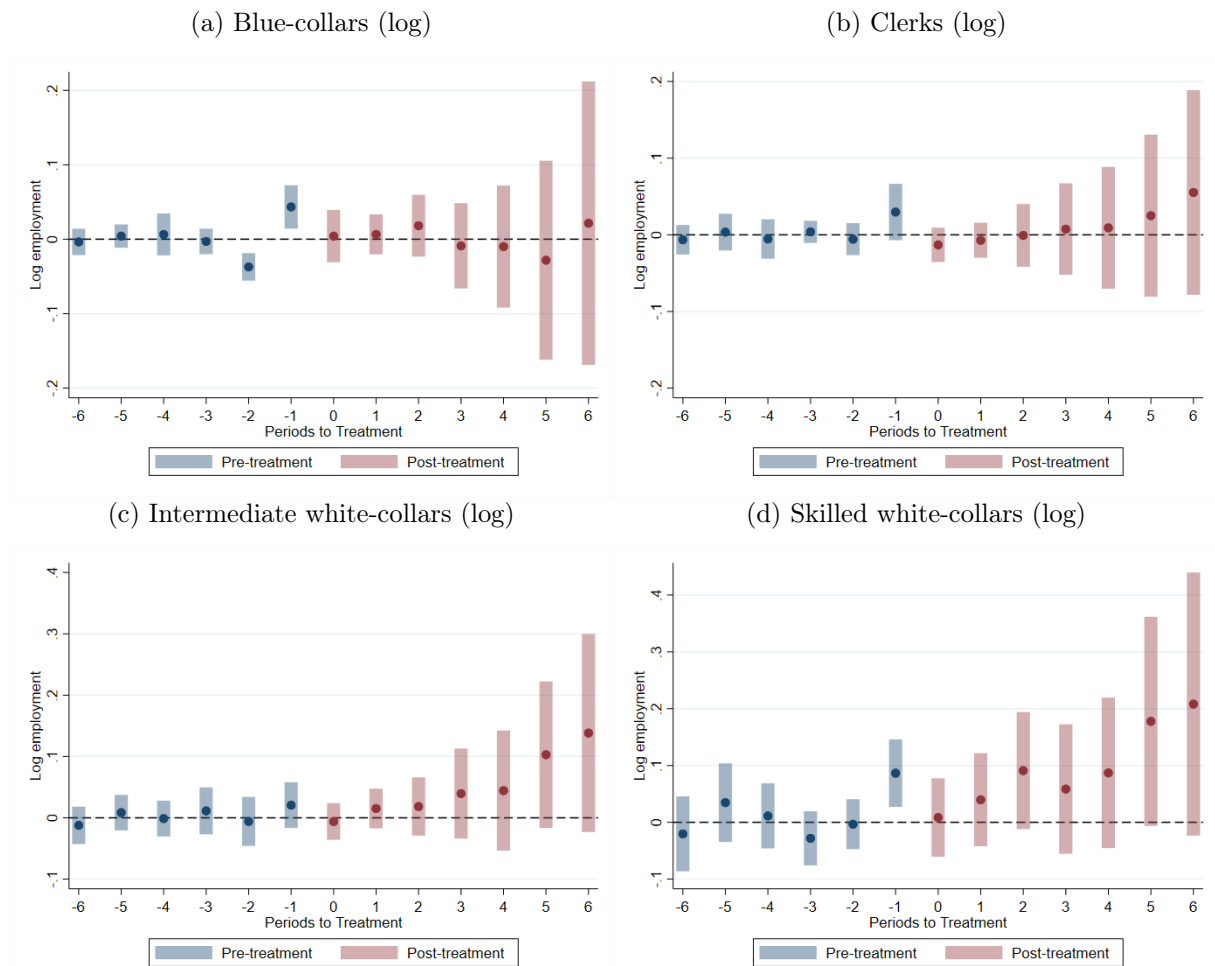 (a) Blue-collars (log)
Log employment
.2
.1
0
-.1
-.2
-6 -5 -4 -3 -2 -1 0 1 2 3 4 5 6
Periods to Treatment
Pre-treatment Post-treatment
(b) Clerks (log)
Log employment
.2
.1
0
-.1
-.2
-6 -5 -4 -3 -2 -1 0 1 2 3 4 5 6
Periods to Treatment
Pre-treatment Post-treatment
(c) Intermediate white-collars (log)
Log employment
.4
.3
.2
.1
0
-.1
-6 -5 -4 -3 -2 -1 0 1 2 3 4 5 6
Periods to Treatment
Pre-treatment Post-treatment
(d) Skilled white-collars (log)
Log employment
.4
.3
.2
.1
0
-.1
-6 -5 -4 -3 -2 -1 0 1 2 3 4 5 6
Periods to Treatment
Pre-treatment Post-treatment